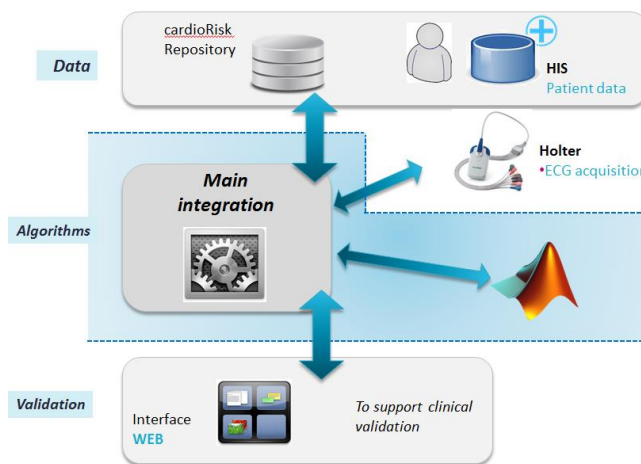 cardioRisk
Repository
Data
HIS
Patient data
Holter
•ECG acquisition
Main
integration
Algorithms
Validation
Interface
WEB
To support clinical
validation